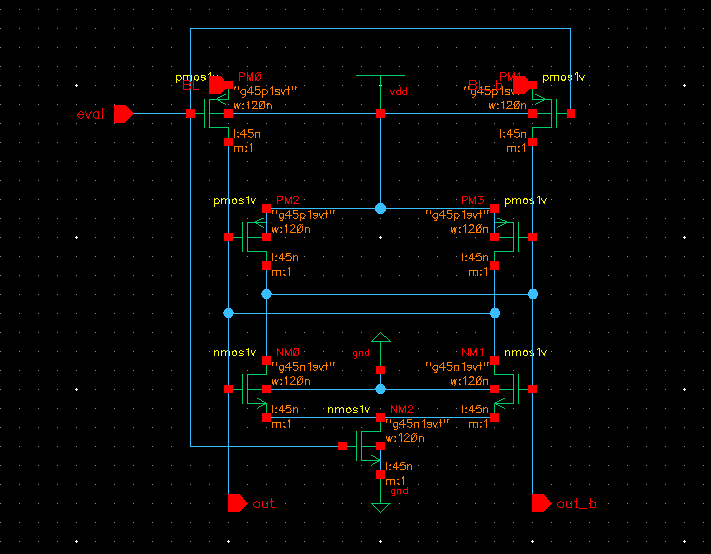 pmos1v PM0 PM1 pmos1v
BL BL_b
"g45p1svt" vdd "g45p1svt"
w:120n w:120n
eval
l:45n l:45n
m:1 m:1
pmos1v PM2 PM3 pmos1v
"g45p1svt" "g45p1svt"
w:120n w:120n
l:45n l:45n
m:1 m:1
nmos1v NM0 gnd NM1 nmos1v
"g45n1svt" "g45n1svt"
w:120n w:120n
l:45n nmos1v NM2 l:45n
m:1 "g45n1svt" m:1
w:120n
l:45n
m:1
gnd
out out_b